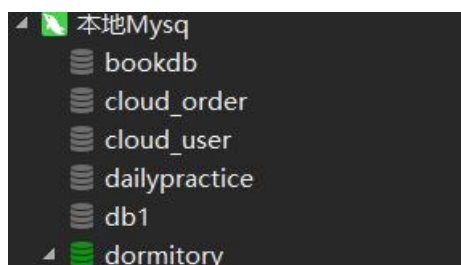 本地Mysq
bookdb
cloud_order
cloud_user
dailypractice
db1
dormitory